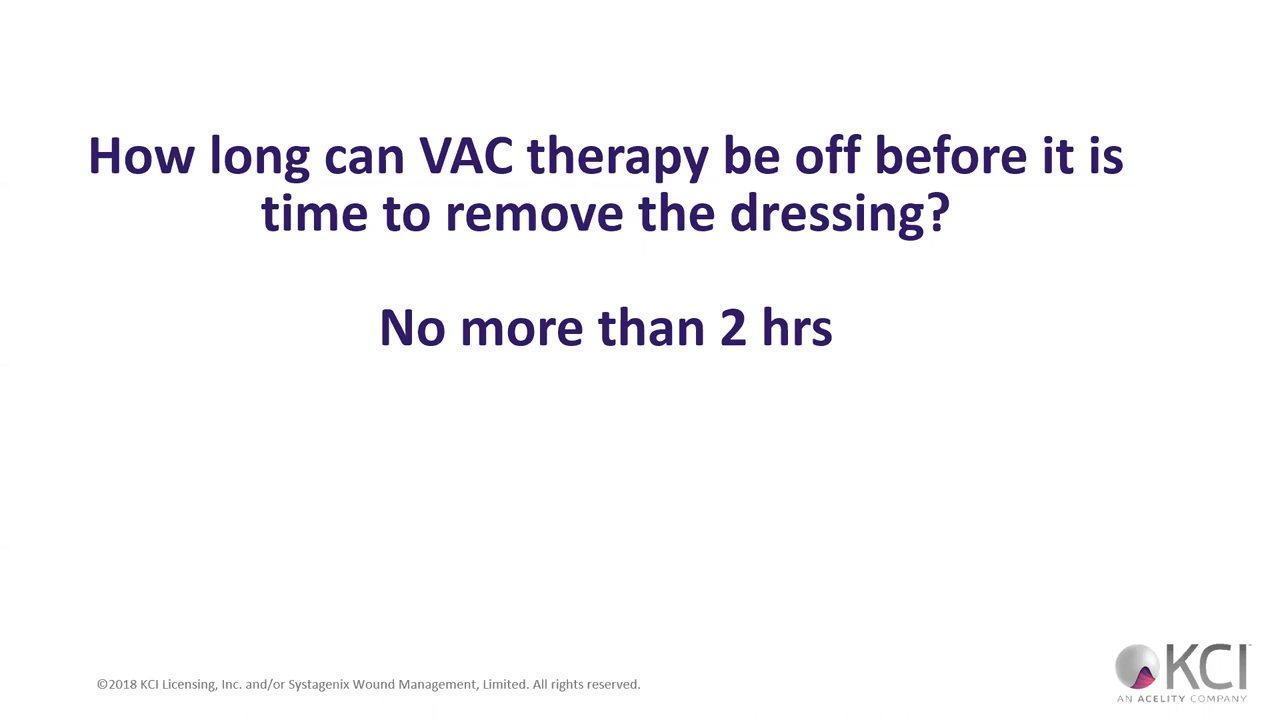 How long can VAC therapy be off before it is
time to remove the dressing?
No more than 2 hrs
©2018 KCI Licensing, Inc. and/or Systagenix Wound Management, Limited. All rights reserved.
KCI™
AN ACELITY COMPANY